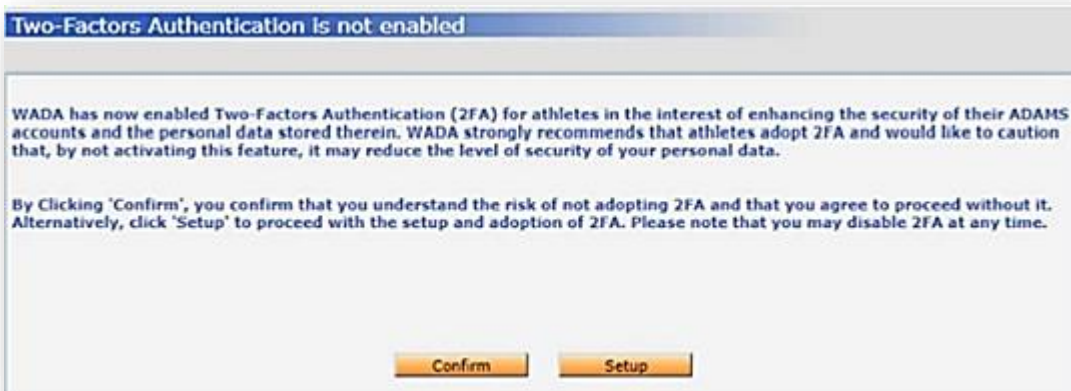 Two-Factors Authentication is not enabled
WADA has now enabled Two-Factors Authentication (2FA) for athletes in the interest of enhancing the security of their ADAMS
accounts and the personal data stored therein. WADA strongly recommends that athletes adopt 2FA and would like to caution
that, by not activating this feature, it may reduce the level of security of your personal data.
By Clicking 'Confirm', you confirm that you understand the risk of not adopting 2FA and that you agree to proceed without it.
Alternatively, click 'Setup' to proceed with the setup and adoption of 2FA. Please note that you may disable 2FA at any time.
Confirm Setup